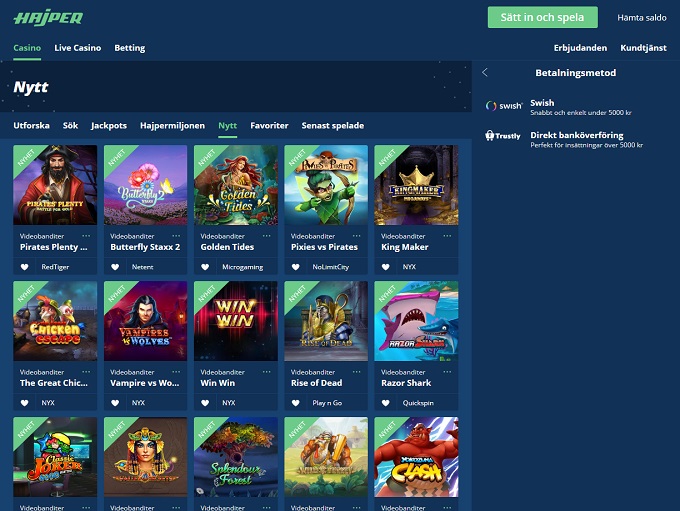 HAJPER
Sätt in och spela
Hämta saldo
Casino
Live Casino
Betting
Erbjudanden
Kundtjänst
Nytt
Utforska
Sök
Jackpots
Hajpermiljonen
Nytt
Favoriter
Senast spelade
NYHET
PIRATES' PLENTY
BATTLE FOR GOLD
Videobanditer
Pirates Plenty ...
RedTiger
NYHET
Butterfly
STAXX 2
Videobanditer
Butterfly Staxx 2
Netent
NYHET
Golden
Tides
Videobanditer
Golden Tides
Microgaming
NYHET
Pixies vs Pirates
Videobanditer
Pixies vs Pirates
NoLimitCity
NYHET
KINGMAKER
MEGAWAYS
Videobanditer
King Maker
NYX
NYHET
Chicken
escape
Videobanditer
The Great Chic...
NYX
NYHET
VAMPIRES
VS WOLVES
Videobanditer
Vampire vs Wo...
NYX
NYHET
WIN
WIN
Videobanditer
Win Win
NYX
NYHET
RISE OF DEAD
Videobanditer
Rise of Dead
Play n Go
NYHET
RAZOR
SHARK
Videobanditer
Razor Shark
Quickspin
NYHET
Classic
Joker
Videobanditer
NYHET
Videobanditer
NYHET
Splendour
Forest
Videobanditer
NYHET
Videobanditer
NYHET
YOKOZUNA
CLASH
Videobanditer
Betalningsmetod
swish
Swish
Snabbt och enkelt under 5000 kr
Trustly
Direkt banköverföring
Perfekt för insättningar över 5000 kr